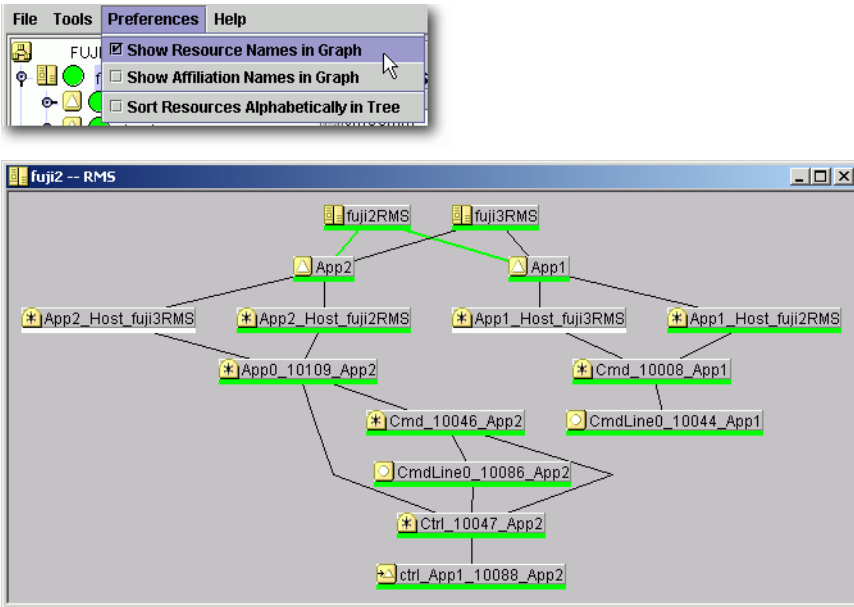 File Tools Preferences Help
FUJI
Show Resource Names in Graph
Show Affiliation Names in Graph
Sort Resources Alphabetically in Tree
fuji2 -- RMS
fuji2RMS fuji3RMS
App2 App1
App2_Host_fuji3RMS App2_Host_fuji2RMS App1_Host_fuji3RMS App1_Host_fuji2RMS
App0_10109_App2 Cmd_10008_App1
Cmd_10046_App2 CmdLine0_10044_App1
CmdLine0_10086_App2
Ctrl_10047_App2
ctrl_App1_10088_App2